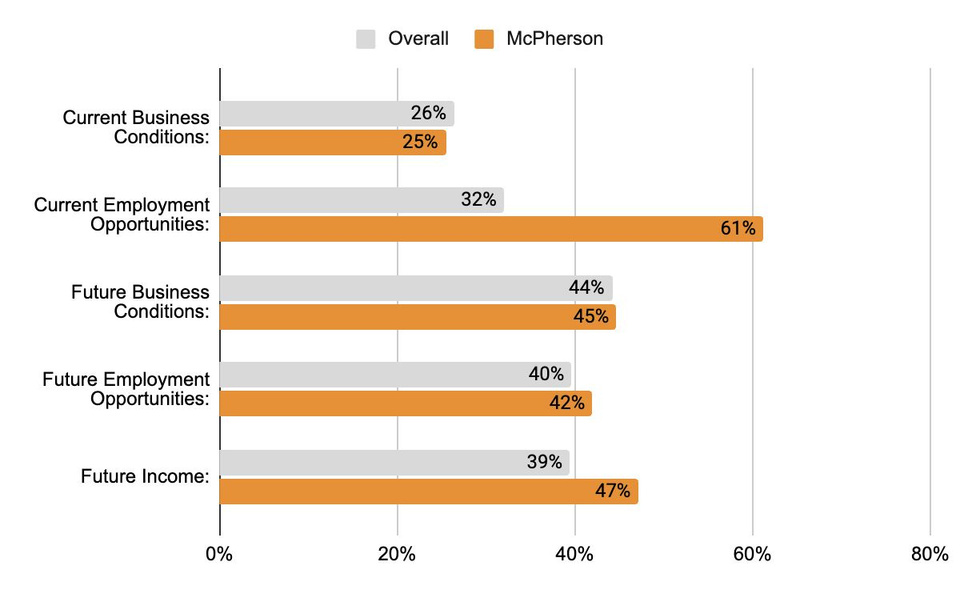 Overall McPherson
Current Business
Conditions:
26%
25%
Current Employment
Opportunities:
32%
61%
Future Business
Conditions:
44%
45%
Future Employment
Opportunities:
40%
42%
Future Income:
39%
47%
0% 20% 40% 60% 80%